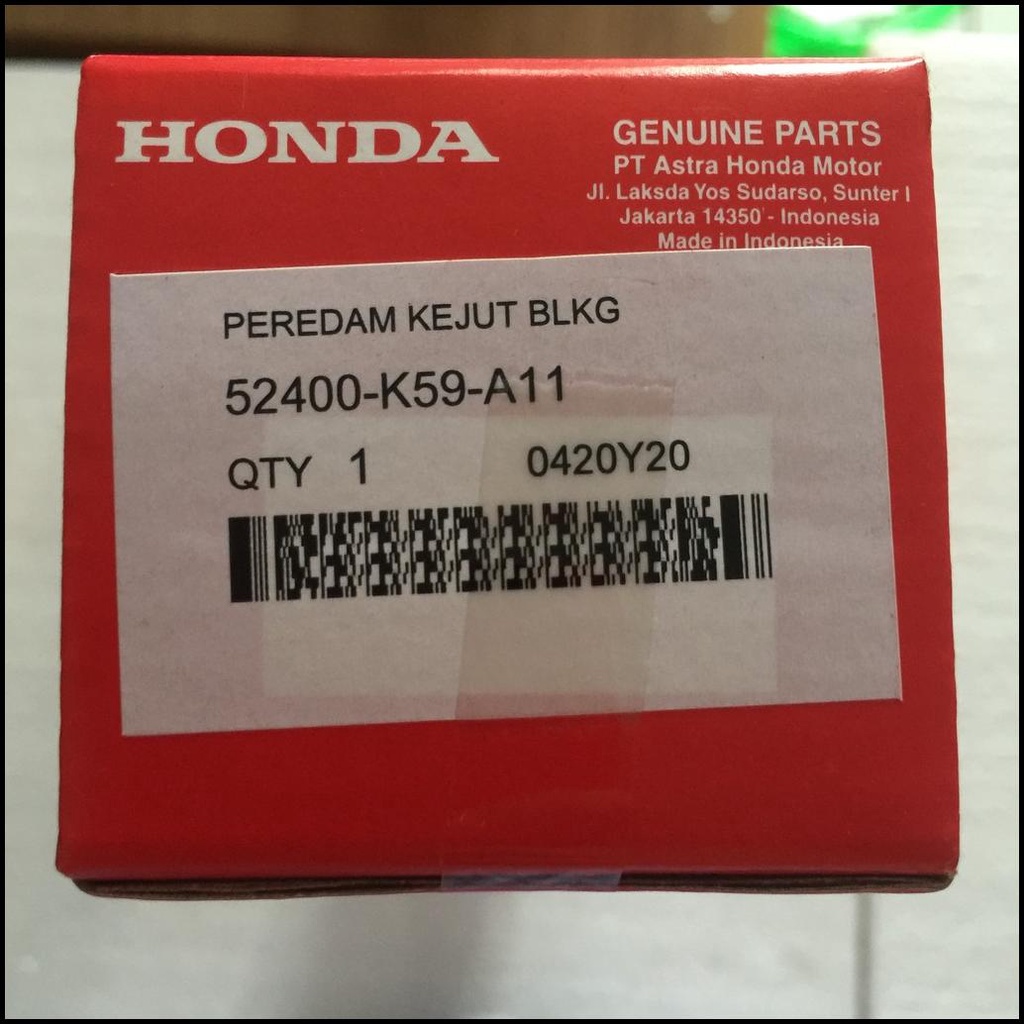 HONDA
GENUINE PARTS
PT Astra Honda Motor
Jl. Laksda Yos Sudarso, Sunter I
Jakarta 14350 - Indonesia
Made in Indonesia
PEREDAM KEJUT BLKG
52400-K59-A11
QTY 1 0420Y20